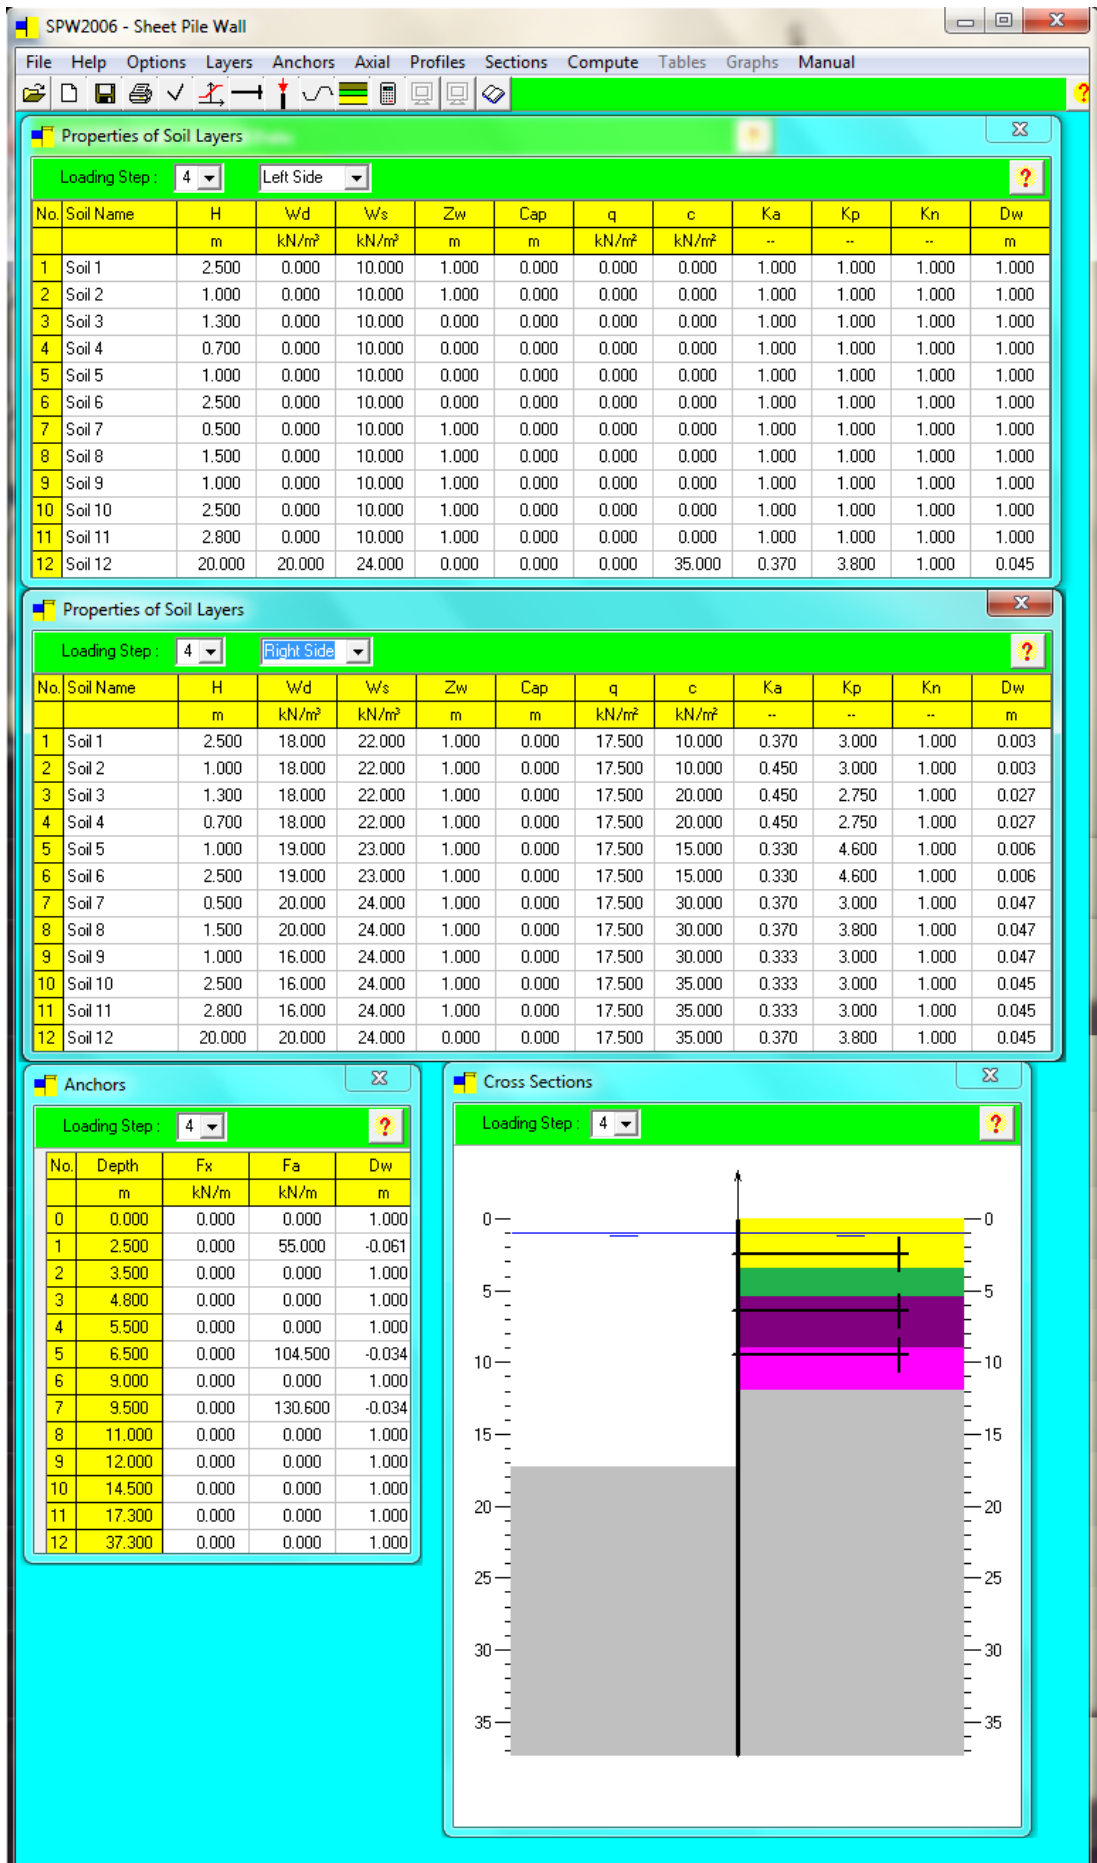 SPW2006 - Sheet Pile Wall
File Help Options Layers Anchors Axial Profiles Sections Compute Tables Graphs Manual
Properties of Soil Layers
Loading Step : 4 Left Side ?
No. Soil Name H Wd Ws Zw Cap q c Ka Kp Kn Dw
m kN/m³ kN/m³ m m kN/m² kN/m² -- -- -- m
1 Soil 1 2.500 0.000 10.000 1.000 0.000 0.000 0.000 1.000 1.000 1.000 1.000
2 Soil 2 1.000 0.000 10.000 1.000 0.000 0.000 0.000 1.000 1.000 1.000 1.000
3 Soil 3 1.300 0.000 10.000 0.000 0.000 0.000 0.000 1.000 1.000 1.000 1.000
4 Soil 4 0.700 0.000 10.000 0.000 0.000 0.000 0.000 1.000 1.000 1.000 1.000
5 Soil 5 1.000 0.000 10.000 0.000 0.000 0.000 0.000 1.000 1.000 1.000 1.000
6 Soil 6 2.500 0.000 10.000 0.000 0.000 0.000 0.000 1.000 1.000 1.000 1.000
7 Soil 7 0.500 0.000 10.000 1.000 0.000 0.000 0.000 1.000 1.000 1.000 1.000
8 Soil 8 1.500 0.000 10.000 1.000 0.000 0.000 0.000 1.000 1.000 1.000 1.000
9 Soil 9 1.000 0.000 10.000 1.000 0.000 0.000 0.000 1.000 1.000 1.000 1.000
10 Soil 10 2.500 0.000 10.000 1.000 0.000 0.000 0.000 1.000 1.000 1.000 1.000
11 Soil 11 2.800 0.000 10.000 1.000 0.000 0.000 0.000 1.000 1.000 1.000 1.000
12 Soil 12 20.000 20.000 24.000 0.000 0.000 0.000 35.000 0.370 3.800 1.000 0.045
Properties of Soil Layers
Loading Step : 4 Right Side ?
No. Soil Name H Wd Ws Zw Cap q c Ka Kp Kn Dw
m kN/m³ kN/m³ m m kN/m² kN/m² -- -- -- m
1 Soil 1 2.500 18.000 22.000 1.000 0.000 17.500 10.000 0.370 3.000 1.000 0.003
2 Soil 2 1.000 18.000 22.000 1.000 0.000 17.500 10.000 0.450 3.000 1.000 0.003
3 Soil 3 1.300 18.000 22.000 1.000 0.000 17.500 20.000 0.450 2.750 1.000 0.027
4 Soil 4 0.700 18.000 22.000 1.000 0.000 17.500 20.000 0.450 2.750 1.000 0.027
5 Soil 5 1.000 19.000 23.000 1.000 0.000 17.500 15.000 0.330 4.600 1.000 0.006
6 Soil 6 2.500 19.000 23.000 1.000 0.000 17.500 15.000 0.330 4.600 1.000 0.006
7 Soil 7 0.500 20.000 24.000 1.000 0.000 17.500 30.000 0.370 3.000 1.000 0.047
8 Soil 8 1.500 20.000 24.000 1.000 0.000 17.500 30.000 0.370 3.800 1.000 0.047
9 Soil 9 1.000 16.000 24.000 1.000 0.000 17.500 30.000 0.333 3.000 1.000 0.047
10 Soil 10 2.500 16.000 24.000 1.000 0.000 17.500 35.000 0.333 3.000 1.000 0.045
11 Soil 11 2.800 16.000 24.000 1.000 0.000 17.500 35.000 0.333 3.000 1.000 0.045
12 Soil 12 20.000 20.000 24.000 0.000 0.000 17.500 35.000 0.370 3.800 1.000 0.045
Anchors
Loading Step : 4 ?
No. Depth Fx Fa Dw
m kN/m kN/m m
0 0.000 0.000 0.000 1.000
1 2.500 0.000 55.000 -0.061
2 3.500 0.000 0.000 1.000
3 4.800 0.000 0.000 1.000
4 5.500 0.000 0.000 1.000
5 6.500 0.000 104.500 -0.034
6 9.000 0.000 0.000 1.000
7 9.500 0.000 130.600 -0.034
8 11.000 0.000 0.000 1.000
9 12.000 0.000 0.000 1.000
10 14.500 0.000 0.000 1.000
11 17.300 0.000 0.000 1.000
12 37.300 0.000 0.000 1.000
Cross Sections
Loading Step : 4 ?
0 0
5 5
10 10
15 15
20 20
25 25
30 30
35 35